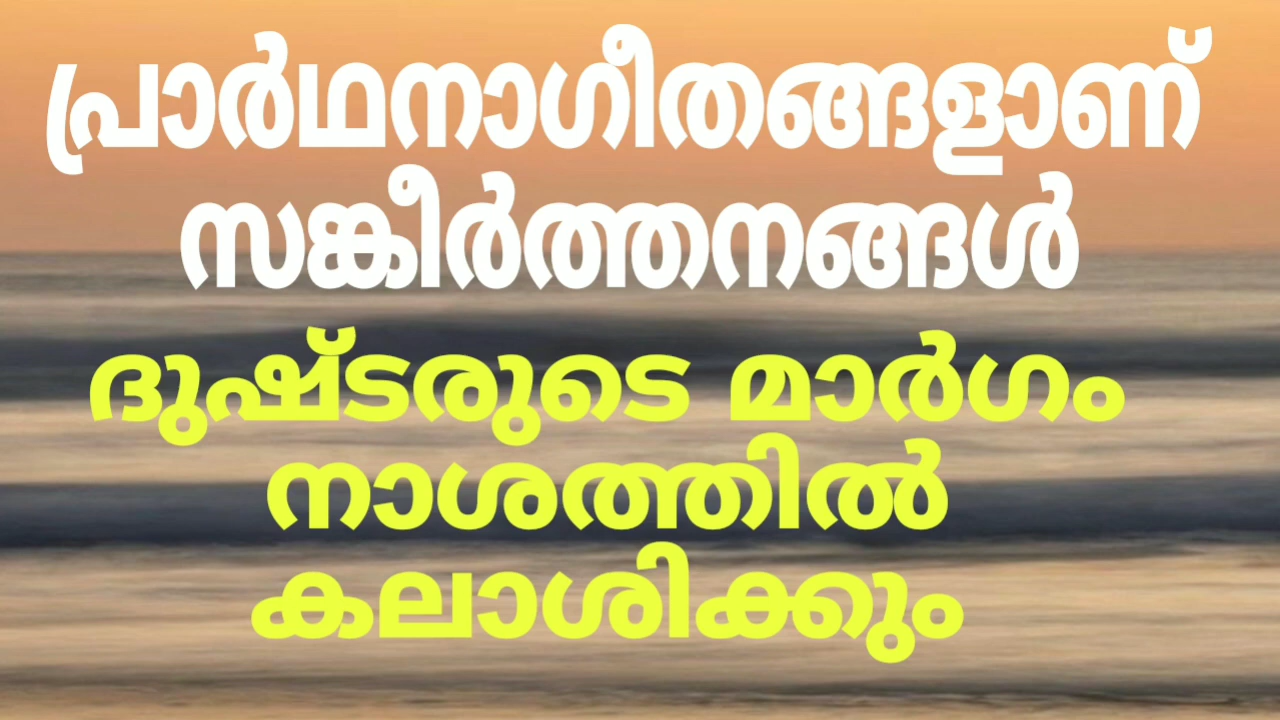 പ്രാർഥനാഗീതങ്ങളാണ്
സങ്കീർത്തനങ്ങൾ
ദുഷ്ടരുടെ മാർഗം
നാശത്തിൽ
കലാശിക്കും